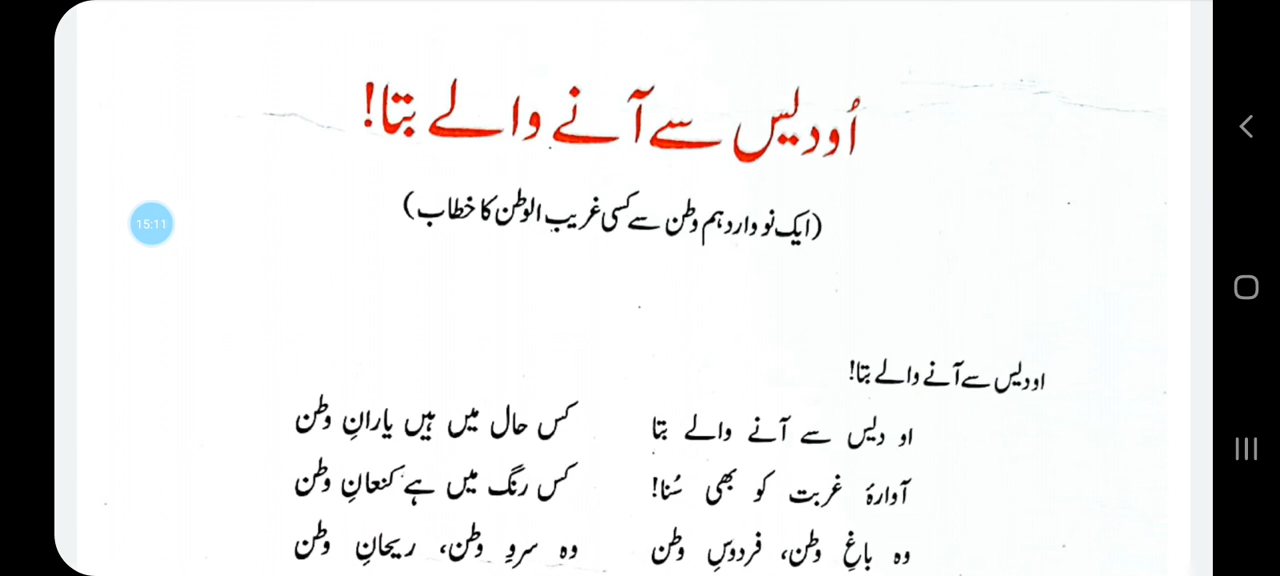 اُو دیس سے آنے والے بتا!
(ایک نو وارد ہم وطن سے کسی غریب الوطن کا خطاب)
15:11
او دیس سے آنے والے بتا!
او دیس سے آنے والے بتا کس حال میں ہیں یارانِ وطن
آوارۂ غربت کو بھی سُنا! کس رنگ میں ہے کنعانِ وطن
وہ باغِ وطن، فردوسِ وطن وہ سروِ وطن، ریحانِ وطن